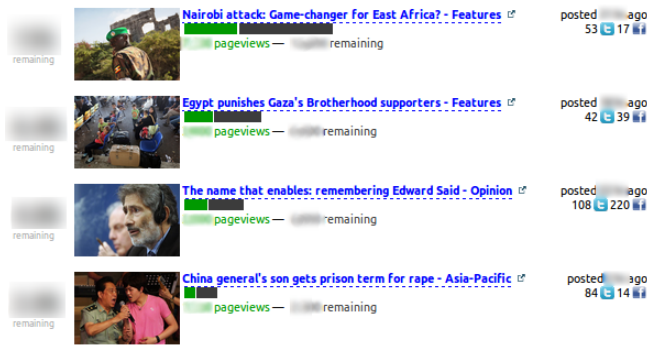 Nairobi attack: Game-changer for East Africa? - Features posted ago
53 17
pageviews — remaining
remaining
Egypt punishes Gaza's Brotherhood supporters - Features posted ago
42 39
pageviews — remaining
remaining
The name that enables: remembering Edward Said - Opinion posted ago
108 220
pageviews — remaining
remaining
China general's son gets prison term for rape - Asia-Pacific posted ago
84 14
pageviews — remaining
remaining